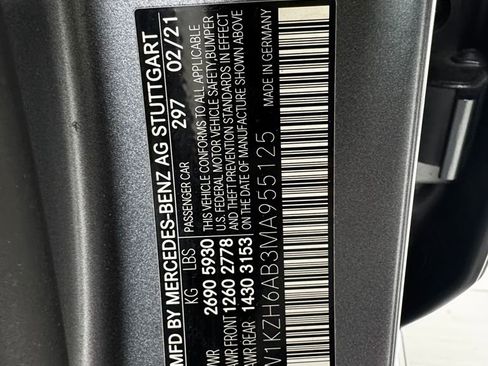 MFD BY MERCEDES-BENZ AG STUTTGART
297 02/21
KG LBS PASSENGER CAR
2690 5930 THIS VEHICLE CONFORMS TO ALL APPLICABLE
U.S. FEDERAL MOTOR VEHICLE SAFETY, BUMPER
FRONT 1260 2778 AND THEFT PREVENTION STANDARDS IN EFFECT
REAR 1430 3153 ON THE DATE OF MANUFACTURE SHOWN ABOVE
1KZH6AB3MA955125 MADE IN GERMANY